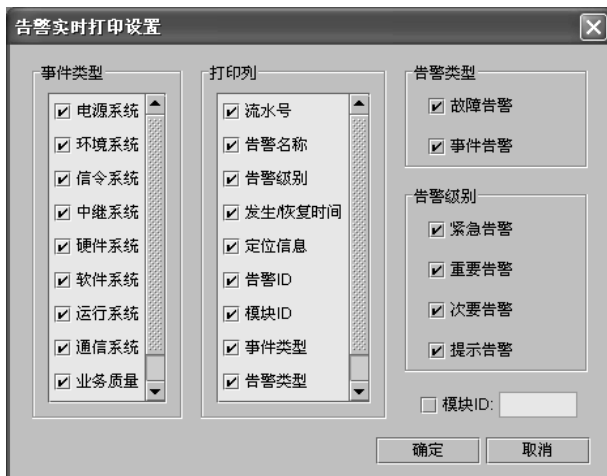 告警实时打印设置
事件类型
电源系统
环境系统
信令系统
中继系统
硬件系统
软件系统
运行系统
通信系统
业务质量
打印列
流水号
告警名称
告警级别
发生/恢复时间
定位信息
告警ID
模块ID
事件类型
告警类型
告警类型
故障告警
事件告警
告警级别
紧急告警
重要告警
次要告警
提示告警
模块ID:
确定
取消